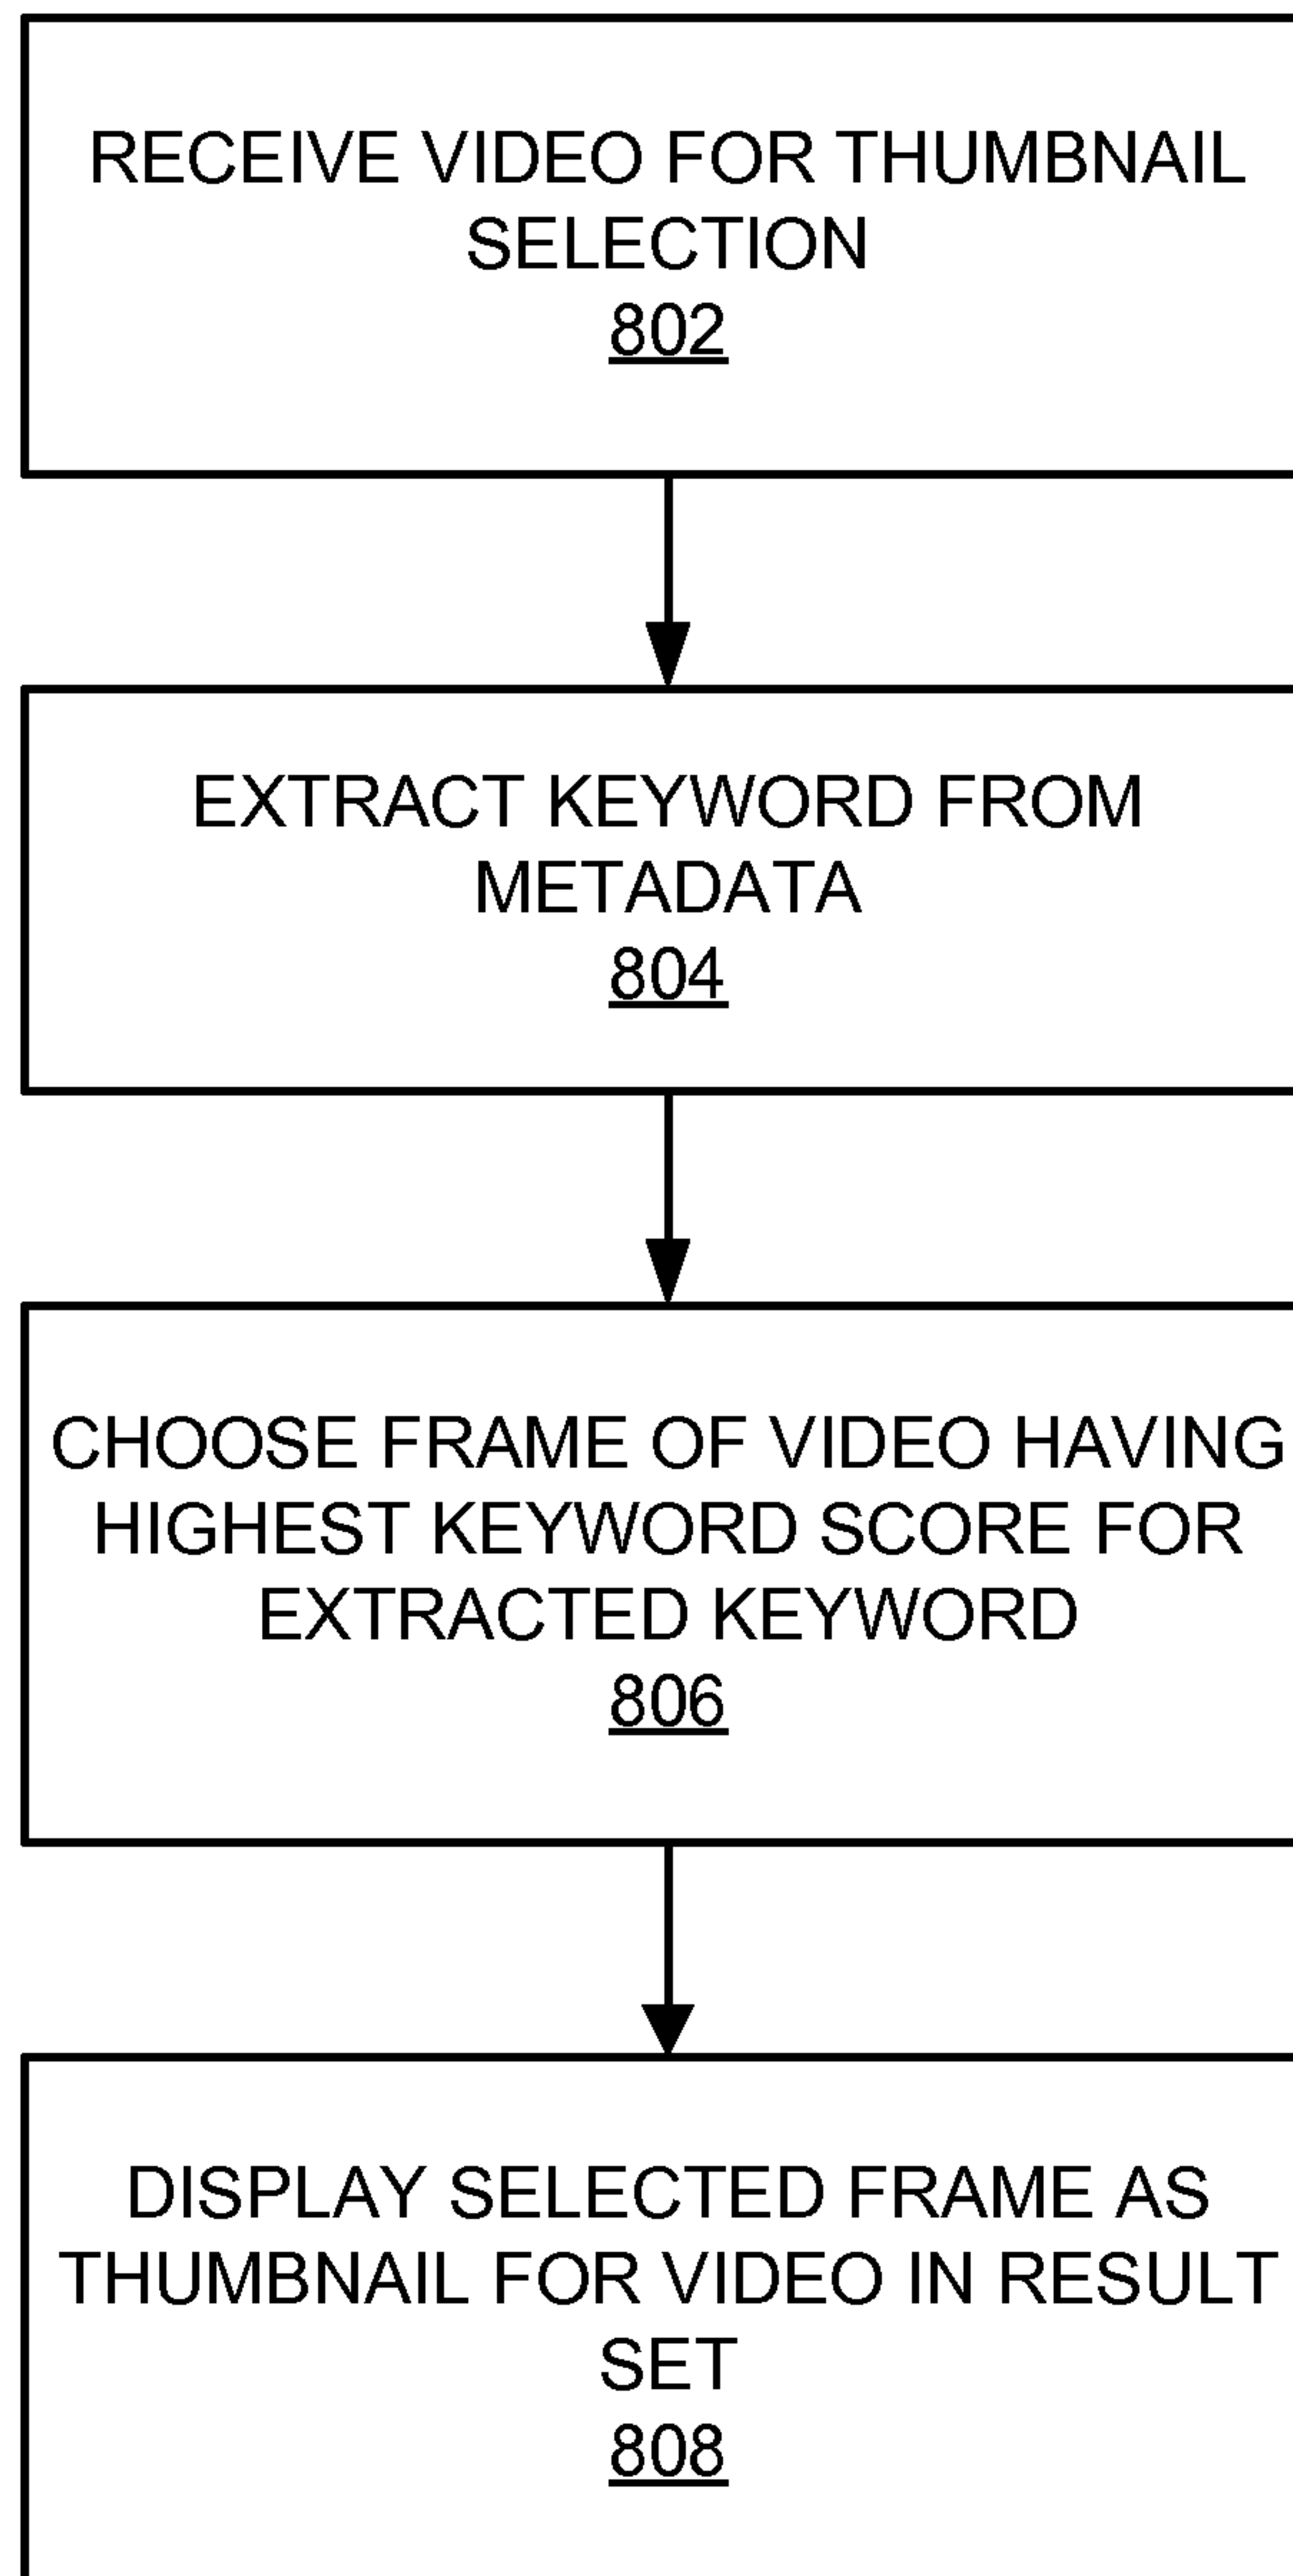 RECEIVE VIDEO FOR THUMBNAIL
SELECTION
802
EXTRACT KEYWORD FROM
METADATA
804
CHOOSE FRAME OF VIDEO HAVING
HIGHEST KEYWORD SCORE FOR
EXTRACTED KEYWORD
806
DISPLAY SELECTED FRAME AS
THUMBNAIL FOR VIDEO IN RESULT
SET
808